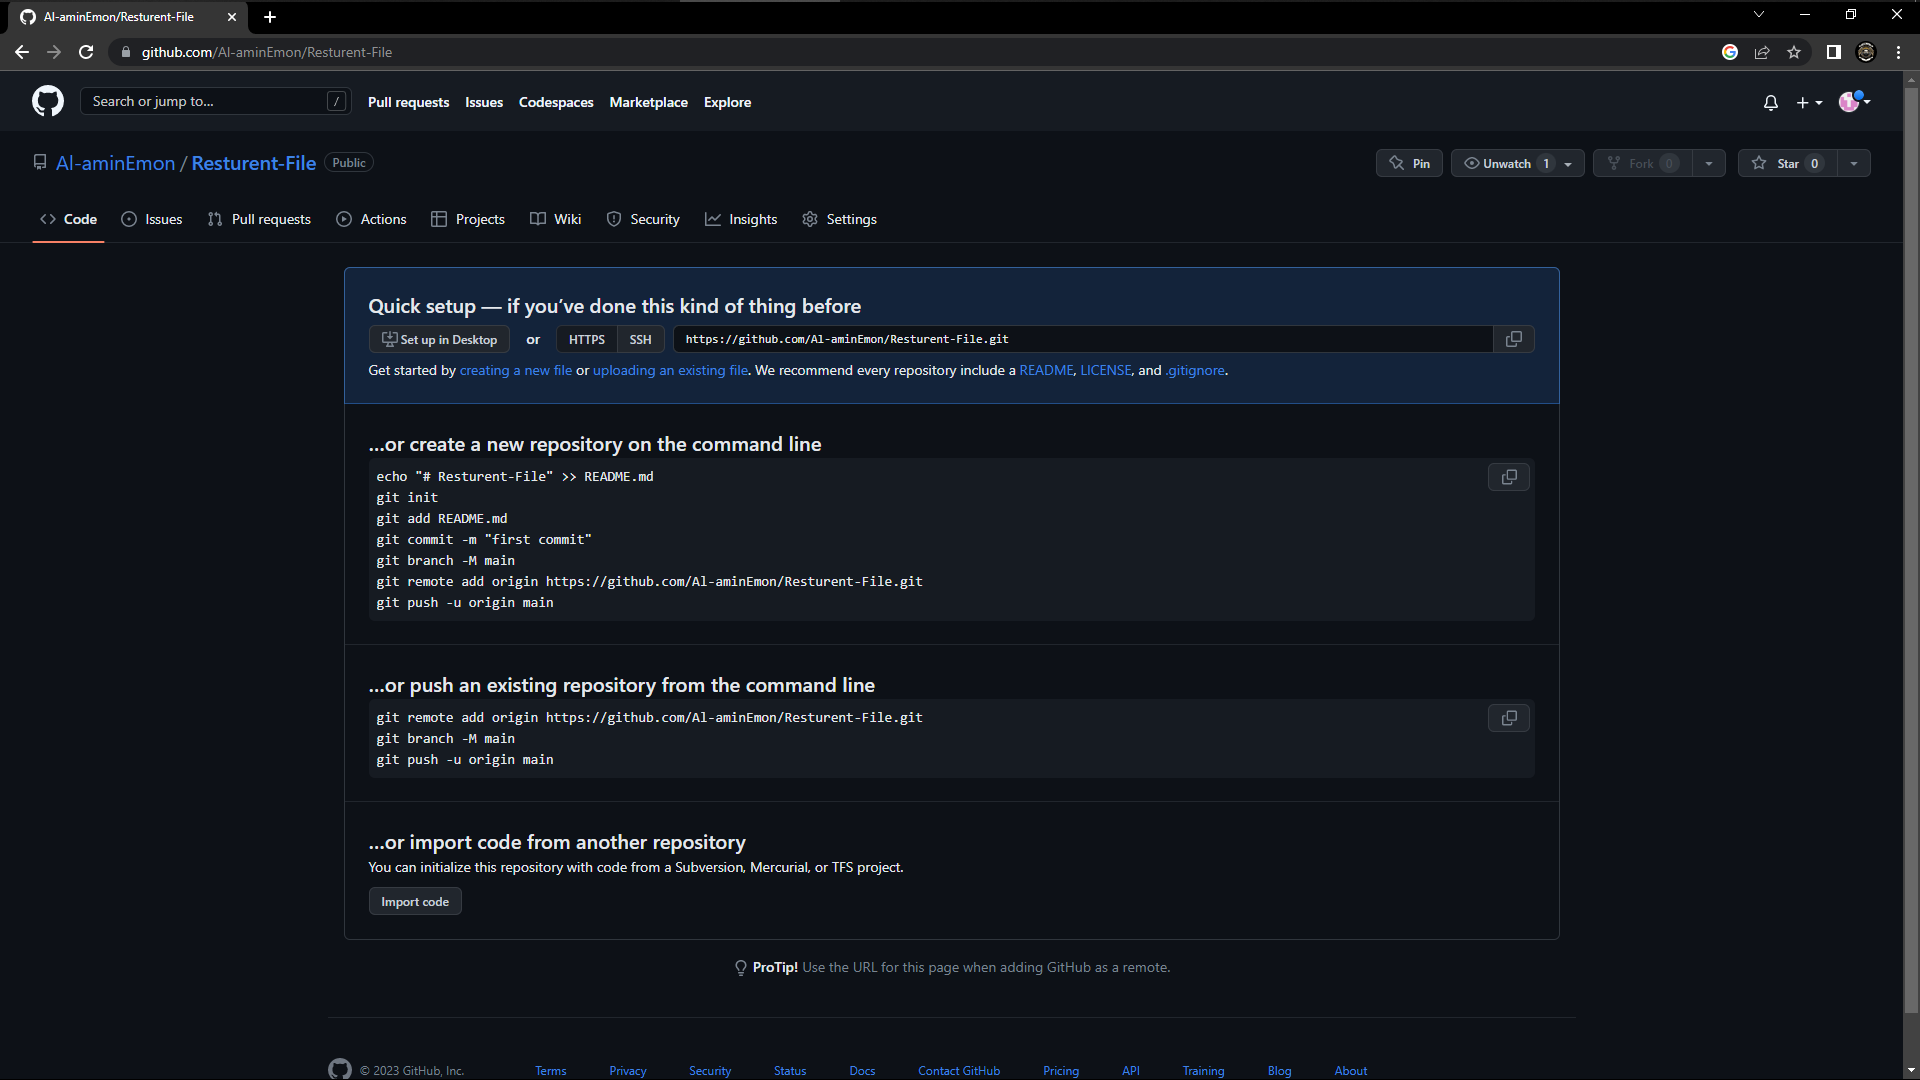 Al-aminEmon/Resturent-File
github.com/Al-aminEmon/Resturent-File
Search or jump to... /
Pull requests Issues Codespaces Marketplace Explore
Al-aminEmon / Resturent-File Public
Pin Unwatch 1 Fork 0 Star 0
Code Issues Pull requests Actions Projects Wiki Security Insights Settings
Quick setup — if you’ve done this kind of thing before
Set up in Desktop or HTTPS SSH https://github.com/Al-aminEmon/Resturent-File.git
Get started by creating a new file or uploading an existing file. We recommend every repository include a README, LICENSE, and .gitignore.
…or create a new repository on the command line
echo "# Resturent-File" >> README.md
git init
git add README.md
git commit -m "first commit"
git branch -M main
git remote add origin https://github.com/Al-aminEmon/Resturent-File.git
git push -u origin main
…or push an existing repository from the command line
git remote add origin https://github.com/Al-aminEmon/Resturent-File.git
git branch -M main
git push -u origin main
…or import code from another repository
You can initialize this repository with code from a Subversion, Mercurial, or TFS project.
Import code
ProTip! Use the URL for this page when adding GitHub as a remote.
© 2023 GitHub, Inc. Terms Privacy Security Status Docs Contact GitHub Pricing API Training Blog About